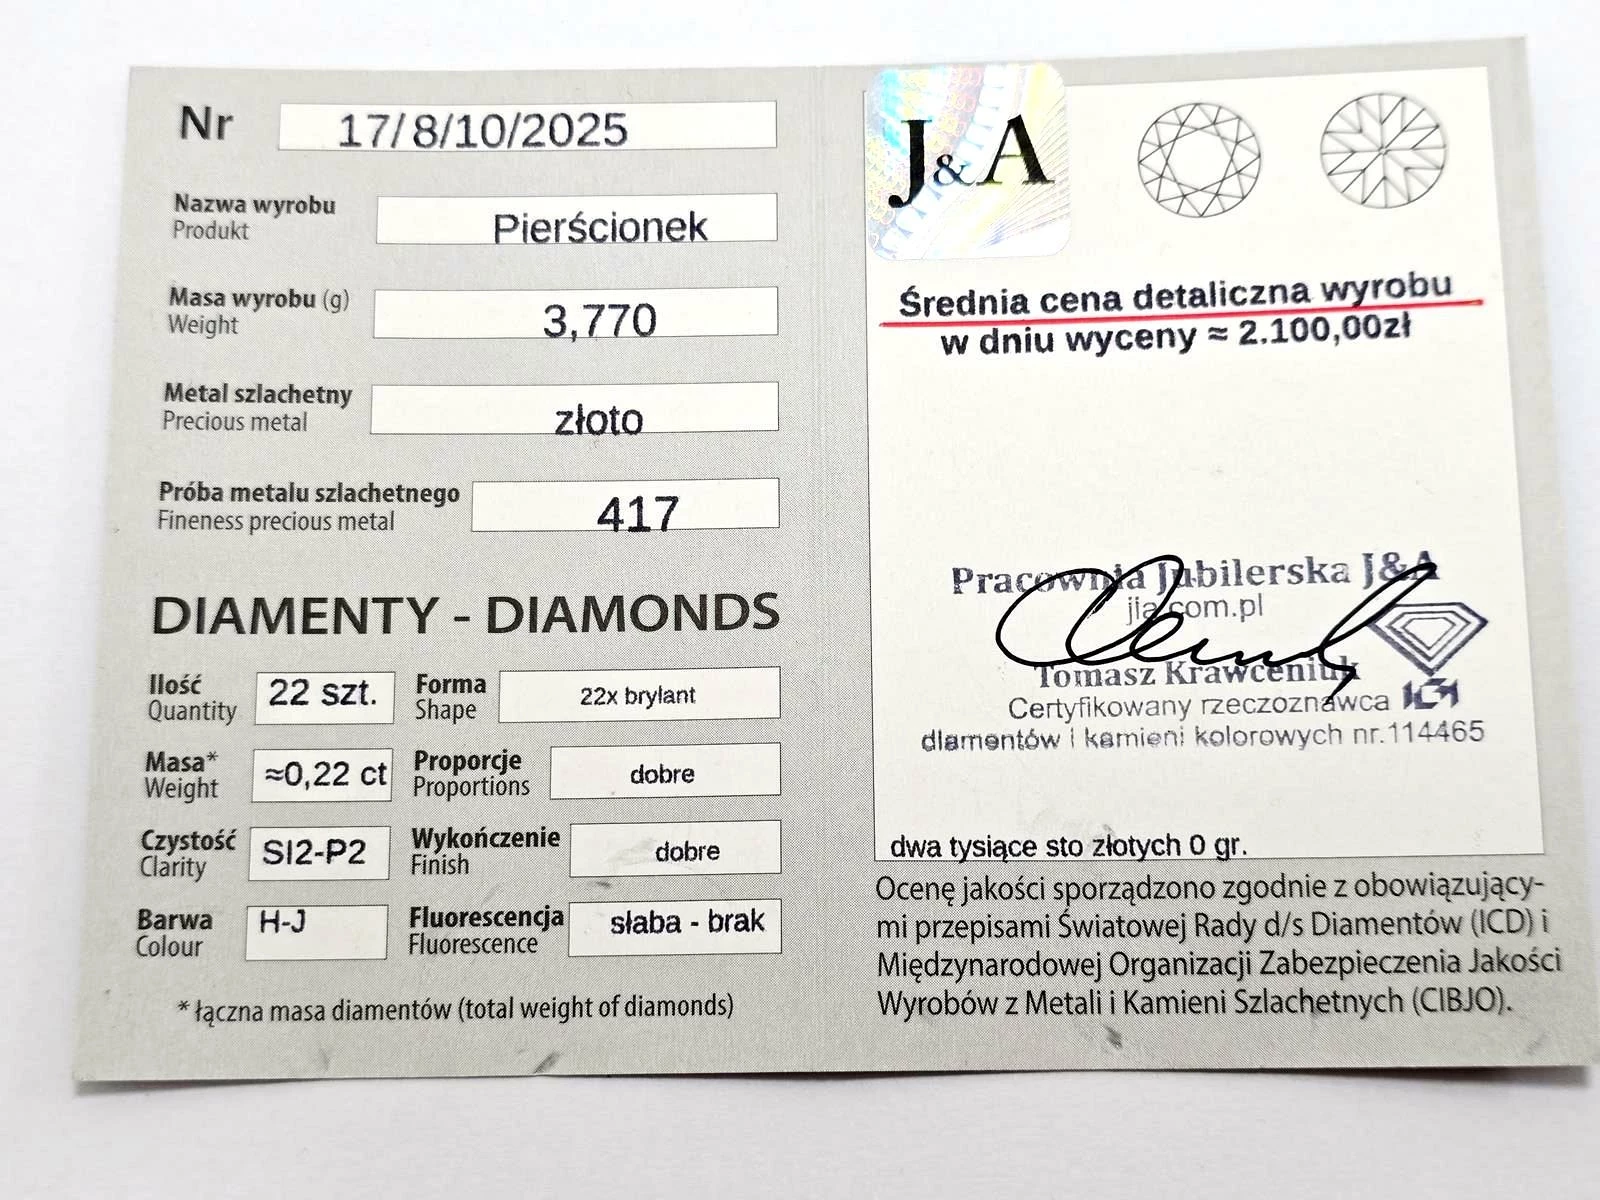 Nr 17/8/10/2025
Nazwa wyrobu
Produkt
Pierścionek
Masa wyrobu (g)
Weight
3,770
Metal szlachetny
Precious metal
złoto
Próba metalu szlachetnego
Fineness precious metal
417
DIAMENTY - DIAMONDS
Ilość
Quantity
22 szt.
Forma
Shape
22x brylant
Masa*
Weight
≈0,22 ct
Proporcje
Proportions
dobre
Czystość
Clarity
SI2-P2
Wykończenie
Finish
dobre
Barwa
Colour
H-J
Fluorescencja
Fluorescence
słaba - brak
* łączna masa diamentów (total weight of diamonds)
J&A
Średnia cena detaliczna wyrobu
w dniu wyceny ≈ 2.100,00zł
Pracownia Jubilerska J&A
jia.com.pl
Tomasz Krawceniuk
Certyfikowany rzeczoznawca
diamentów i kamieni kolorowych nr.114465
dwa tysiące sto złotych 0 gr.
Ocenę jakości sporządzono zgodnie z obowiązujący-
mi przepisami Światowej Rady d/s Diamentów (ICD) i
Międzynarodowej Organizacji Zabezpieczenia Jakości
Wyrobów z Metali i Kamieni Szlachetnych (CIBJO).